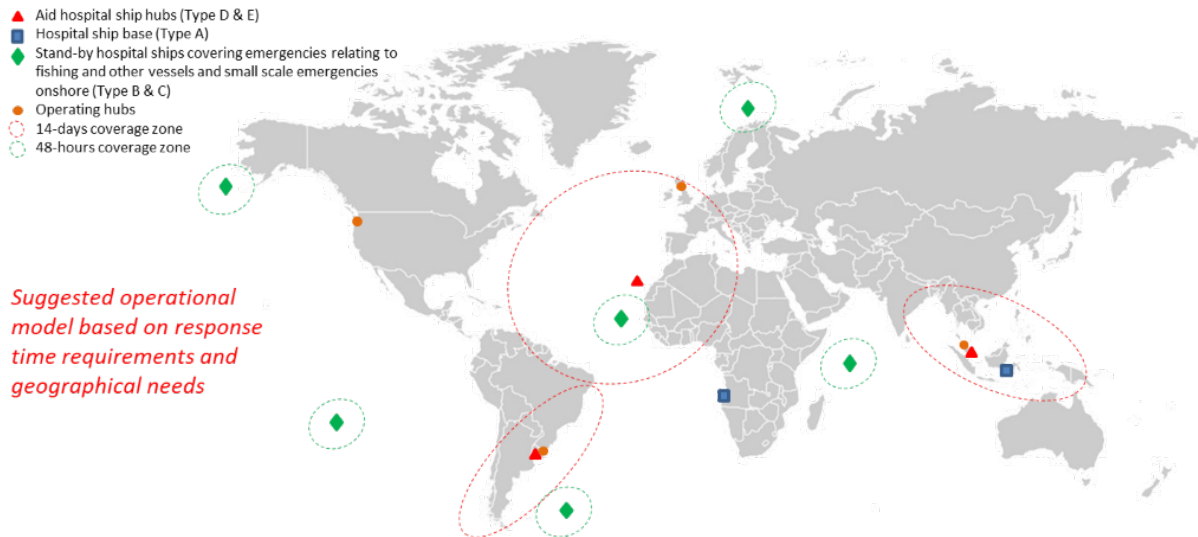 Aid hospital ship hubs (Type D & E)
Hospital ship base (Type A)
Stand-by hospital ships covering emergencies relating to
fishing and other vessels and small scale emergencies
onshore (Type B & C)
Operating hubs
14-days coverage zone
48-hours coverage zone
Suggested operational
model based on response
time requirements and
geographical needs